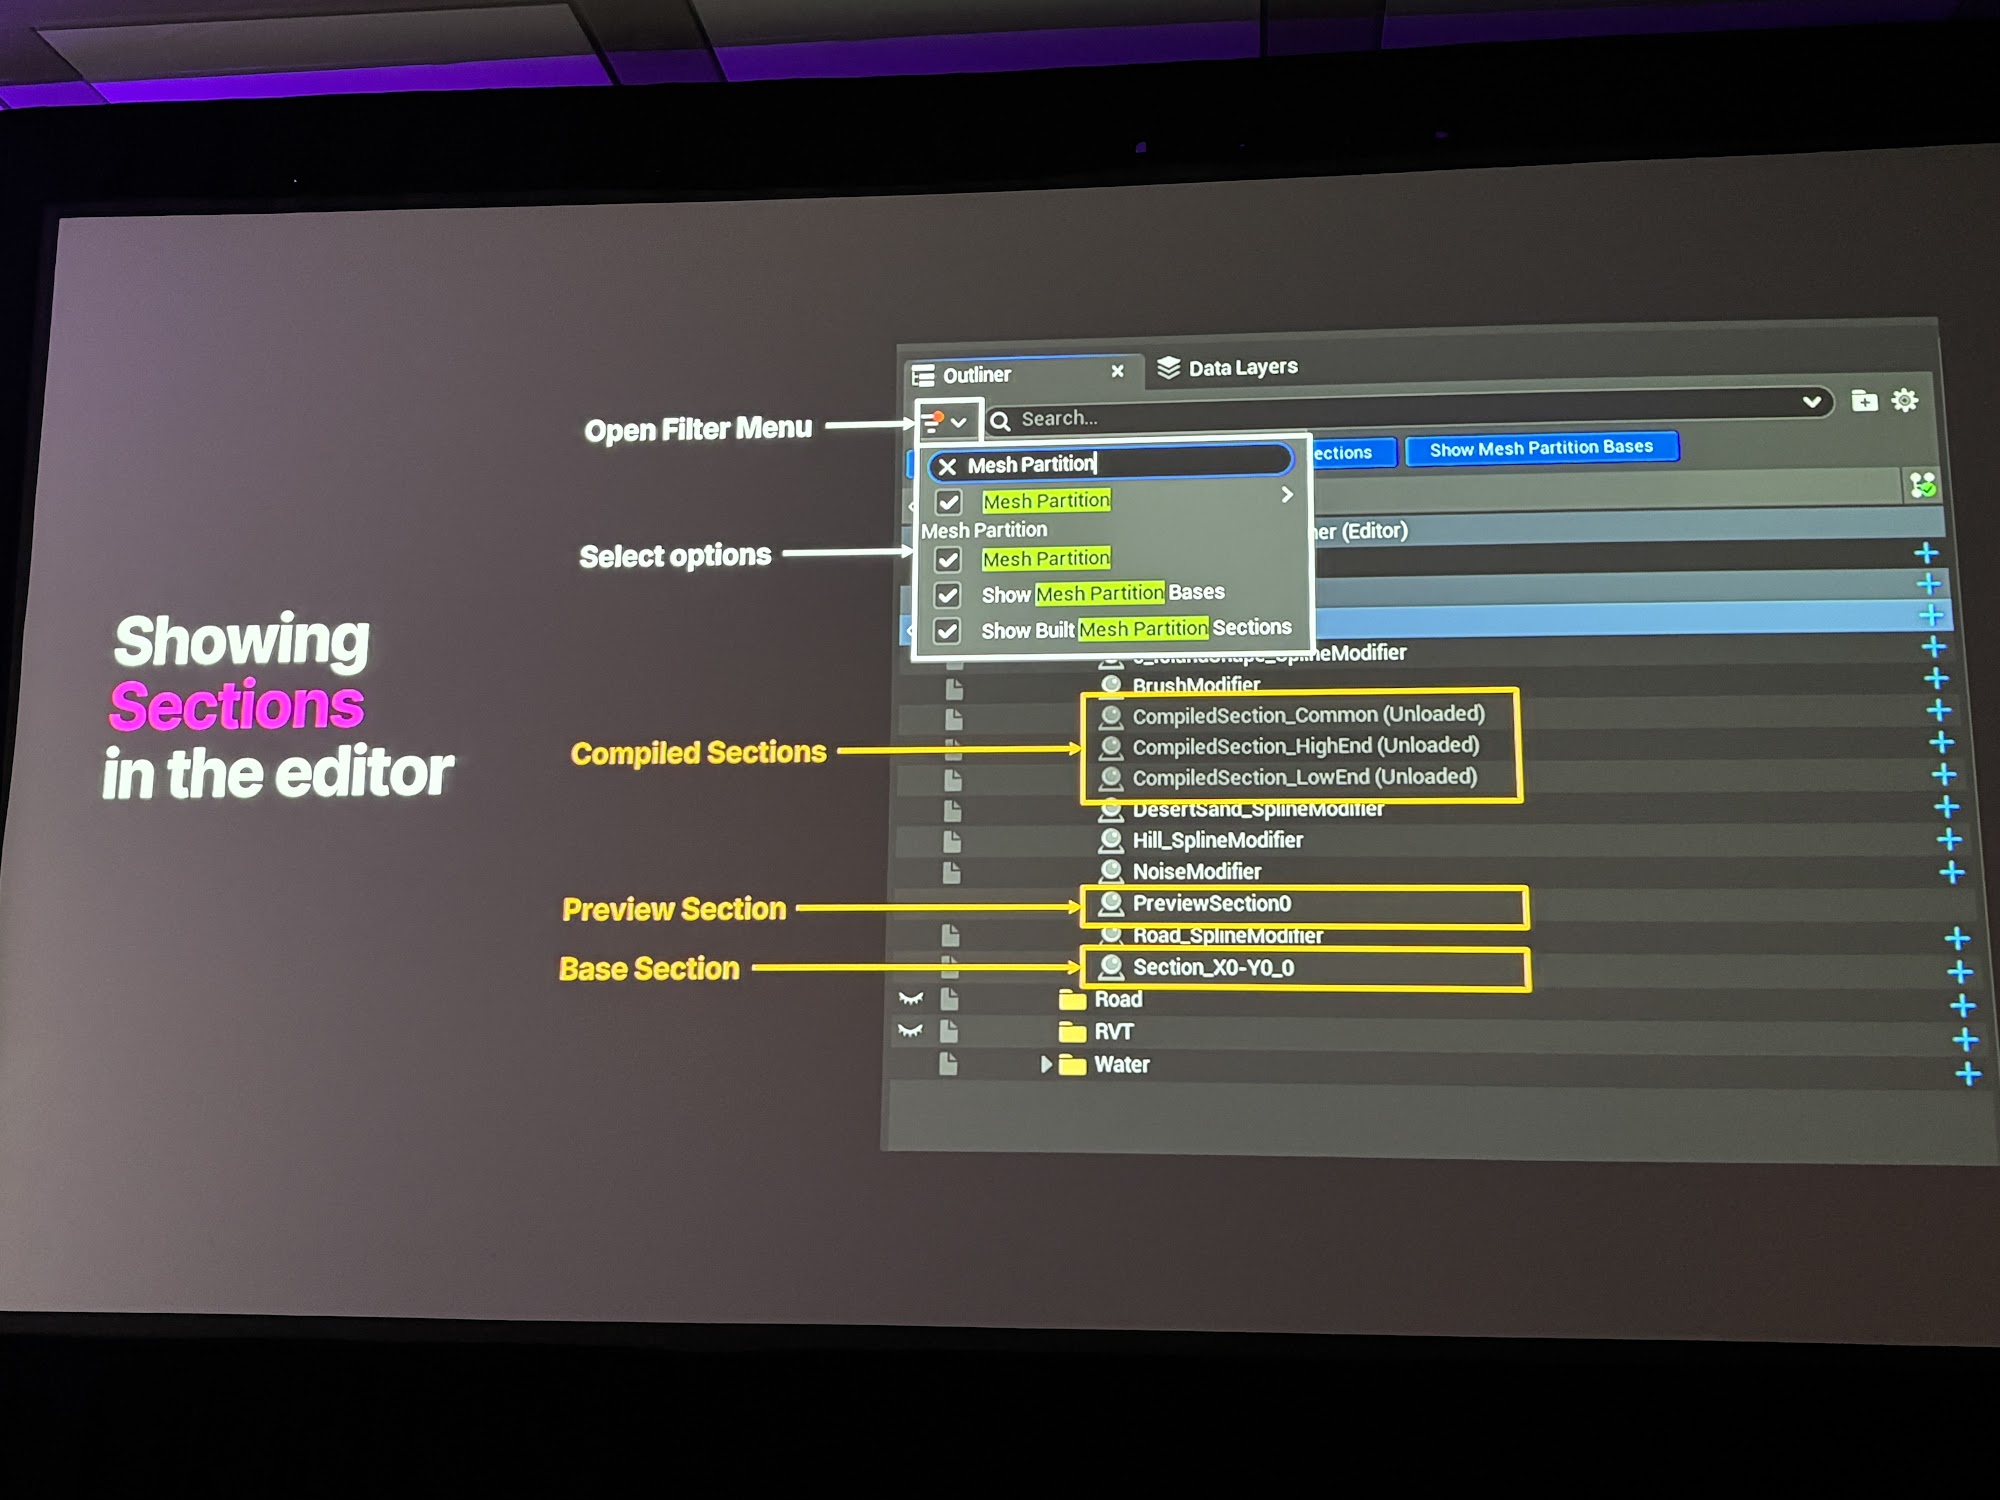 Showing
Sections
in the editor
Open Filter Menu
Select options
Compiled Sections
Preview Section
Base Section
Outliner
Data Layers
Search...
Mesh Partition
ections
Show Mesh Partition Bases
Mesh Partition
Mesh Partition
ner (Editor)
Mesh Partition
Show Mesh Partition Bases
Show Built Mesh Partition Sections
SplineModifier
BrushModifier
CompiledSection_Common (Unloaded)
CompiledSection_HighEnd (Unloaded)
CompiledSection_LowEnd (Unloaded)
DesertSand_SplineModifier
Hill_SplineModifier
NoiseModifier
PreviewSection0
Road_SplineModifier
Section_X0-Y0_0
Road
RVT
Water